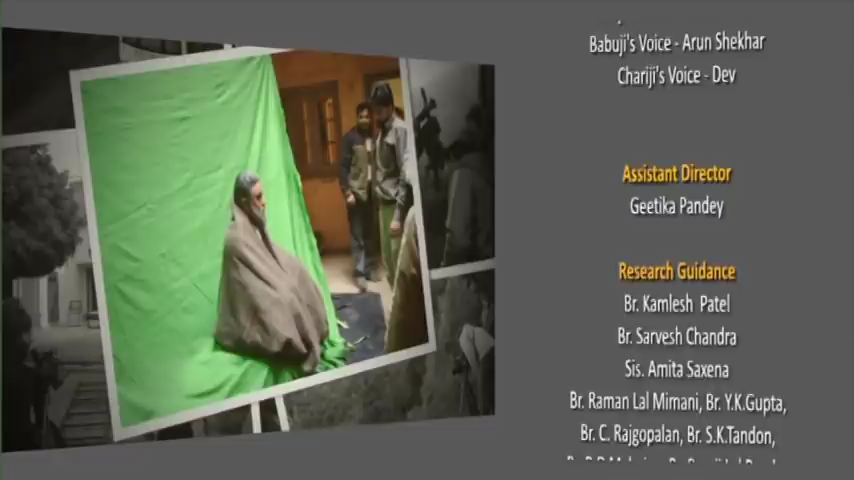 Babuji's Voice - Arun Shekhar
Chariji's Voice - Dev
Assistant Director
Geetika Pandey
Research Guidance
Br. Kamlesh Patel
Br. Sarvesh Chandra
Sis. Amita Saxena
Br. Raman Lal Mimani, Br. Y.K.Gupta,
Br. C. Rajgopalan, Br. S.K.Tandon,